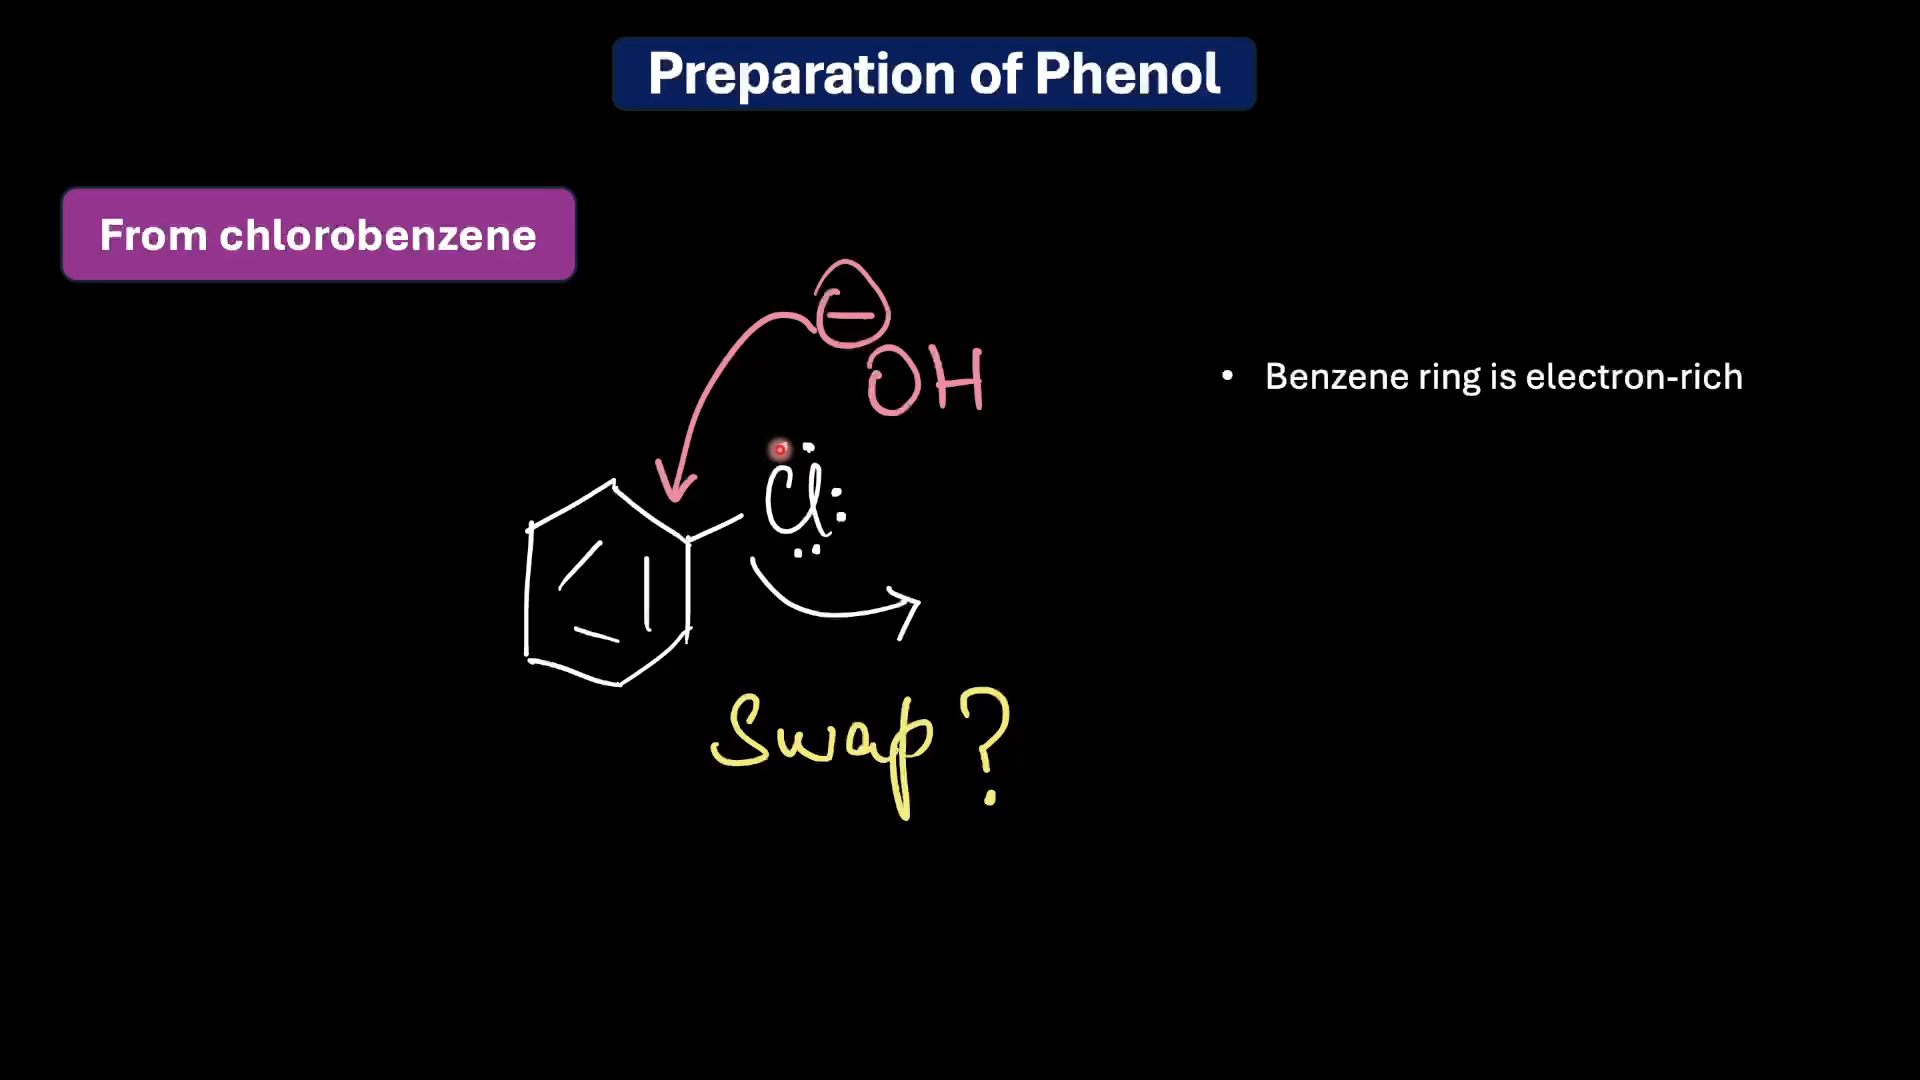 Preparation of Phenol
From chlorobenzene
⊖
OH
• Benzene ring is electron-rich
Cl
Swap?